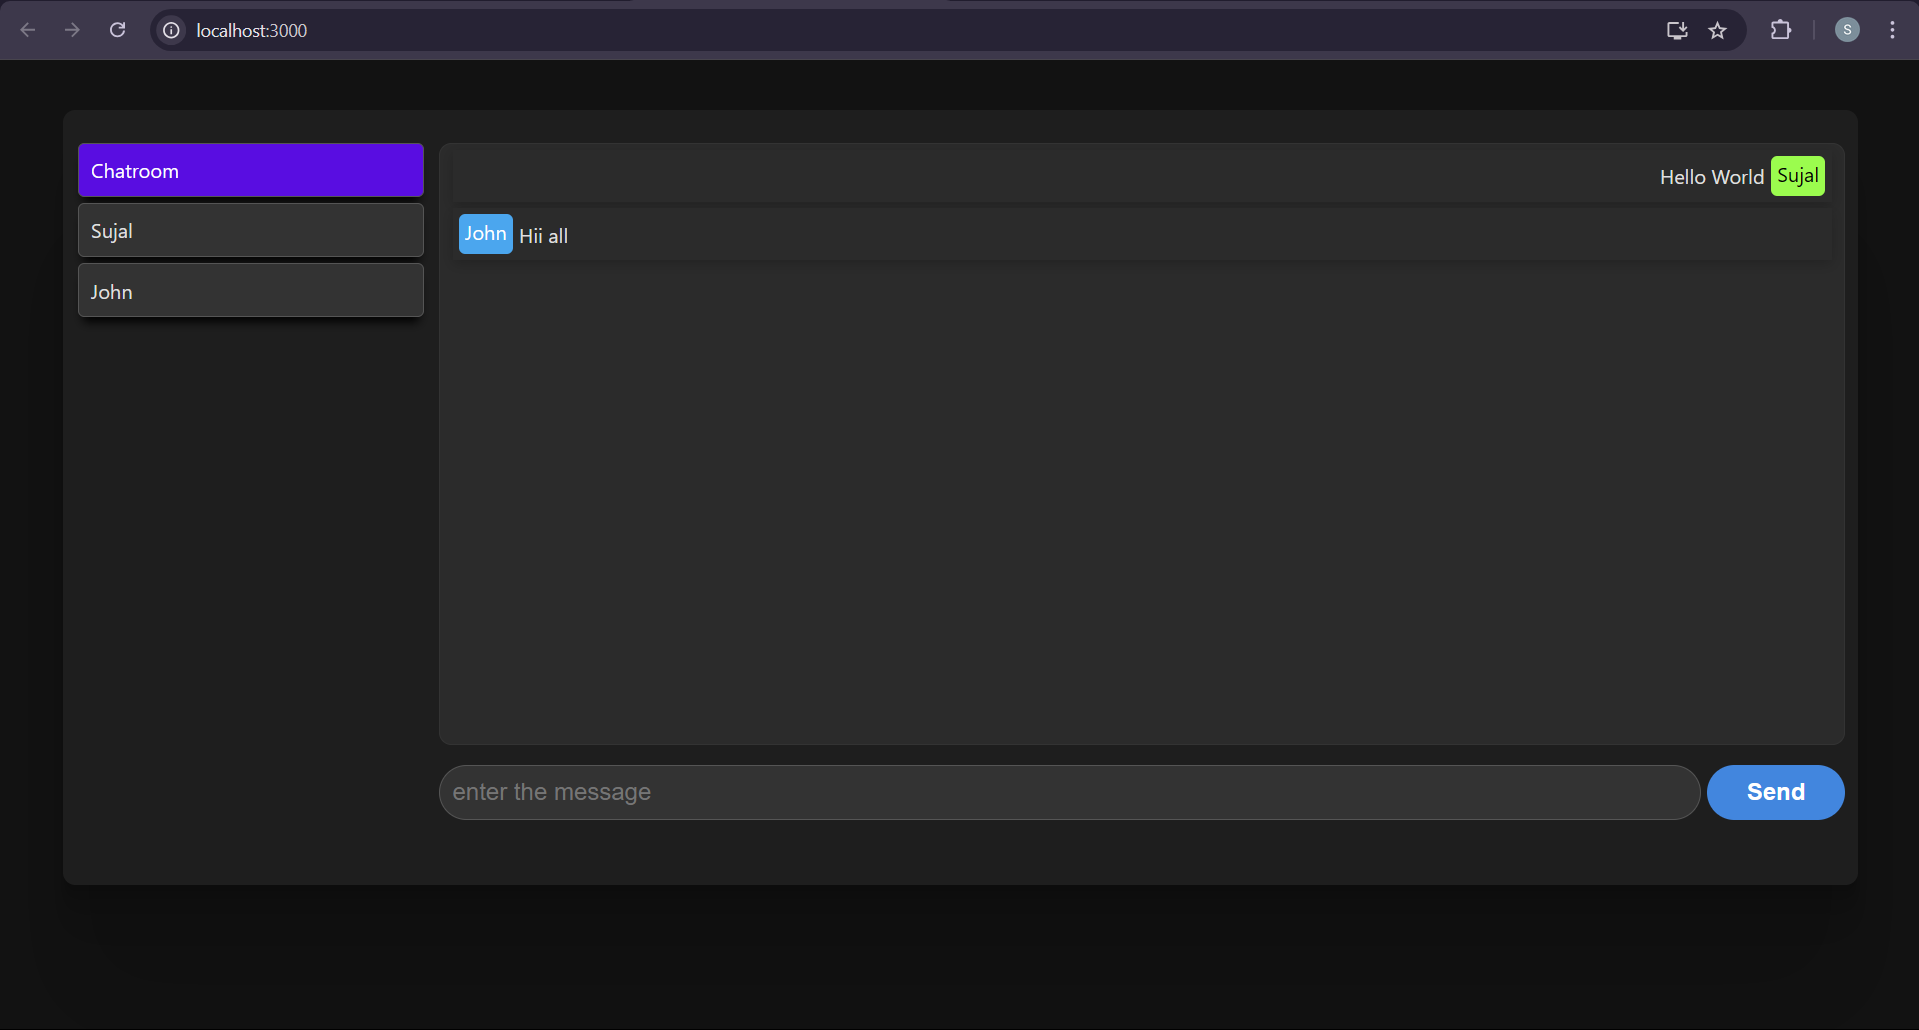 localhost:3000
S
Chatroom
Sujal
John
Hello World Sujal
John Hii all
enter the message
Send